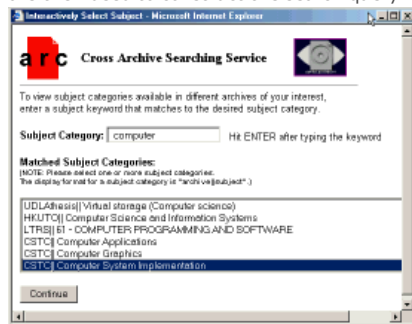 Interactively Select Subject - Microsoft Internet Explorer
arc Cross Archive Searching Service
To view subject categories available in different archives of your interest,
enter a subject keyword that matches to the desired subject category.
Subject Category: computer Hit ENTER after typing the keyword
Matched Subject Categories:
(NOTE: Please select one or more subject categories.
The display format for a subject category is "archive||subject".)
UDLAthesis|| Virtual storage (Computer science)
HKUTO|| Computer Science and Information Systems
LTRS|| 61 - COMPUTER PROGRAMMING AND SOFTWARE
CSTC|| Computer Applications
CSTC|| Computer Graphics
CSTC|| Computer System Implementation
Continue